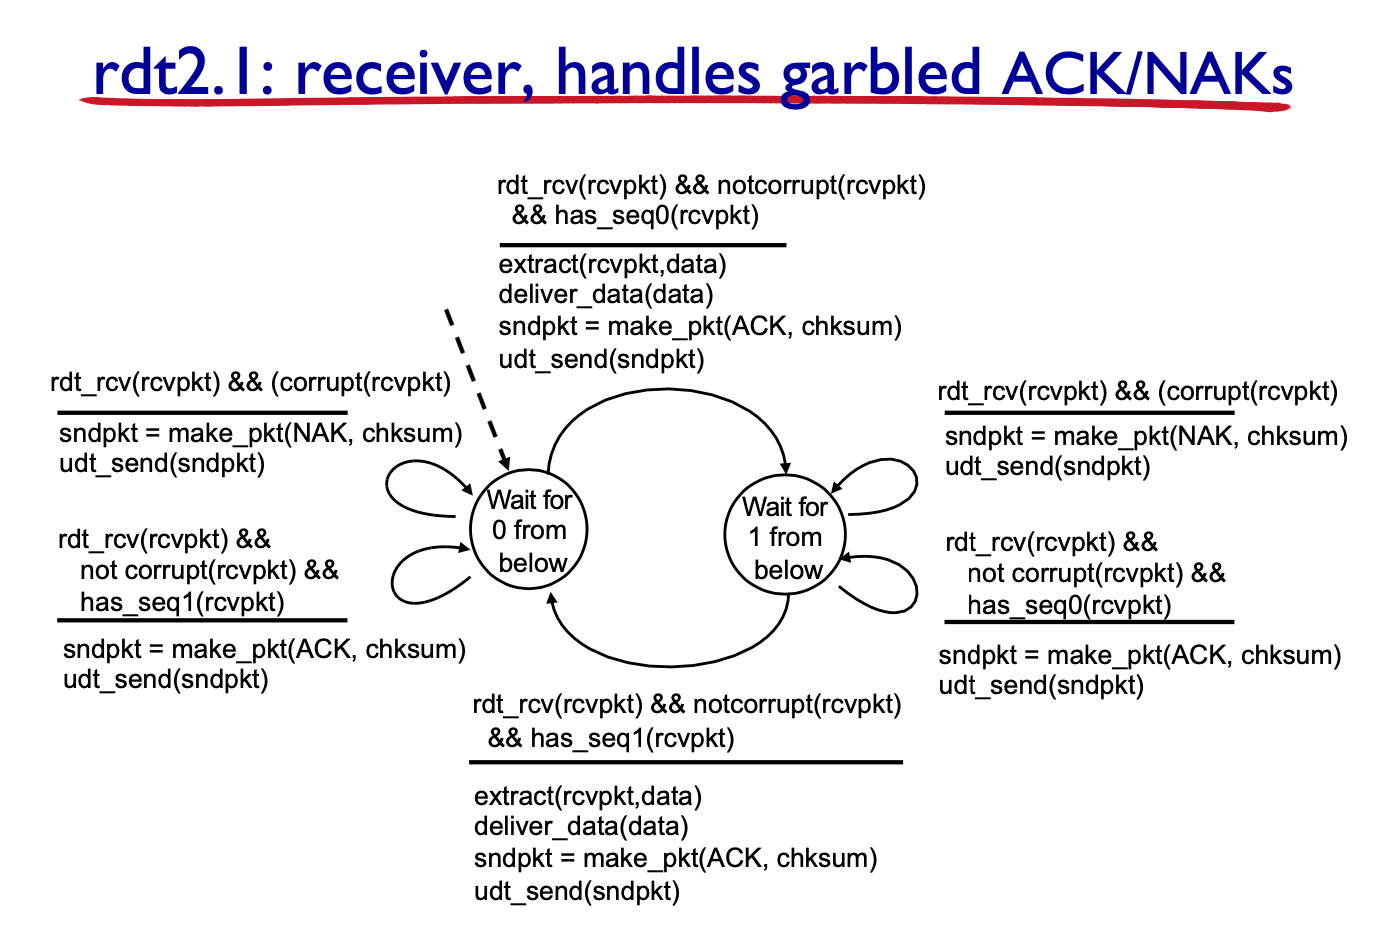 rdt2.1: receiver, handles garbled ACK/NAKs
rdt_rcv(rcvpkt) && notcorrupt(rcvpkt)
&& has_seq0(rcvpkt)
extract(rcvpkt,data)
deliver_data(data)
sndpkt = make_pkt(ACK, chksum)
udt_send(sndpkt)
rdt_rcv(rcvpkt) && (corrupt(rcvpkt)
sndpkt = make_pkt(NAK, chksum)
udt_send(sndpkt)
rdt_rcv(rcvpkt) &&
not corrupt(rcvpkt) &&
has_seq1(rcvpkt)
sndpkt = make_pkt(ACK, chksum)
udt_send(sndpkt)
Wait for
0 from
below
Wait for
1 from
below
rdt_rcv(rcvpkt) && (corrupt(rcvpkt)
sndpkt = make_pkt(NAK, chksum)
udt_send(sndpkt)
rdt_rcv(rcvpkt) &&
not corrupt(rcvpkt) &&
has_seq0(rcvpkt)
sndpkt = make_pkt(ACK, chksum)
udt_send(sndpkt)
rdt_rcv(rcvpkt) && notcorrupt(rcvpkt)
&& has_seq1(rcvpkt)
extract(rcvpkt,data)
deliver_data(data)
sndpkt = make_pkt(ACK, chksum)
udt_send(sndpkt)